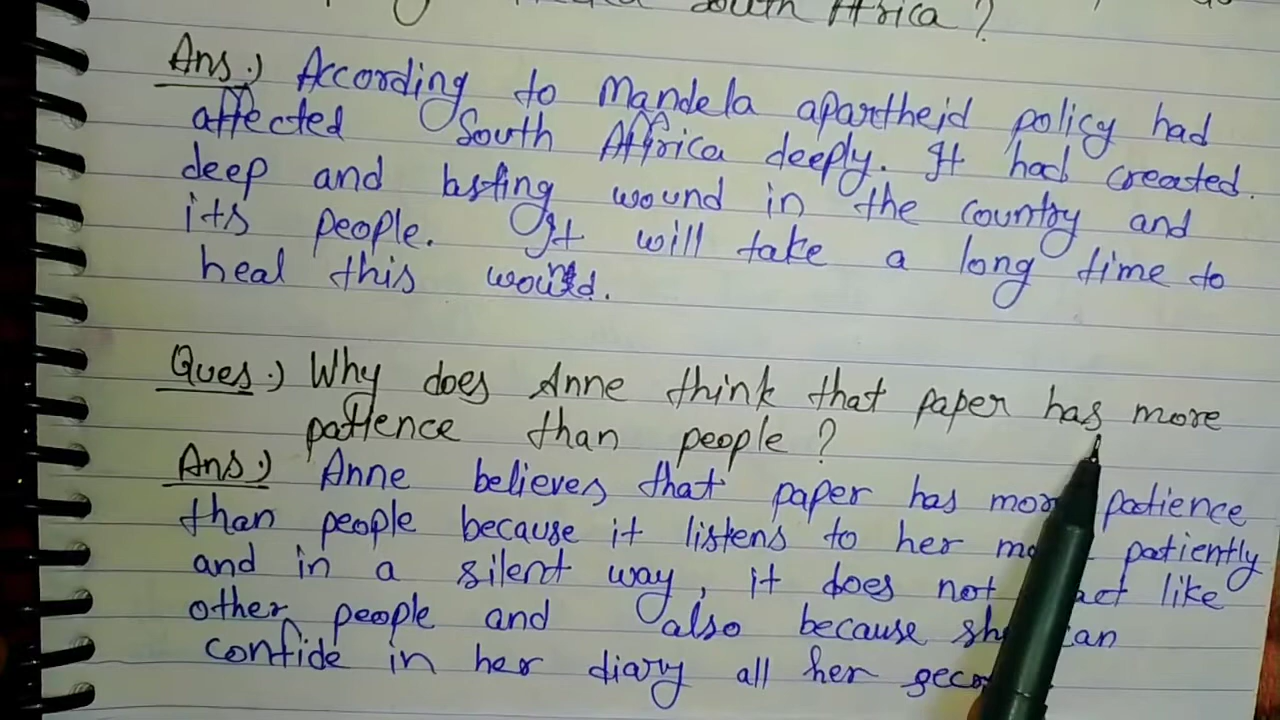 South Africa?
Ans.) According to Mandela apartheid policy had
affected South Africa deeply. It had created
deep and lasting wound in the country and
its people. It will take a long time to
heal this wound.
Ques.) Why does Anne think that paper has more
patience than people?
Ans.) Anne believes that paper has more patience
than people because it listens to her patiently
and in a silent way, it does not like
other people and also because she can
confide in her diary all her